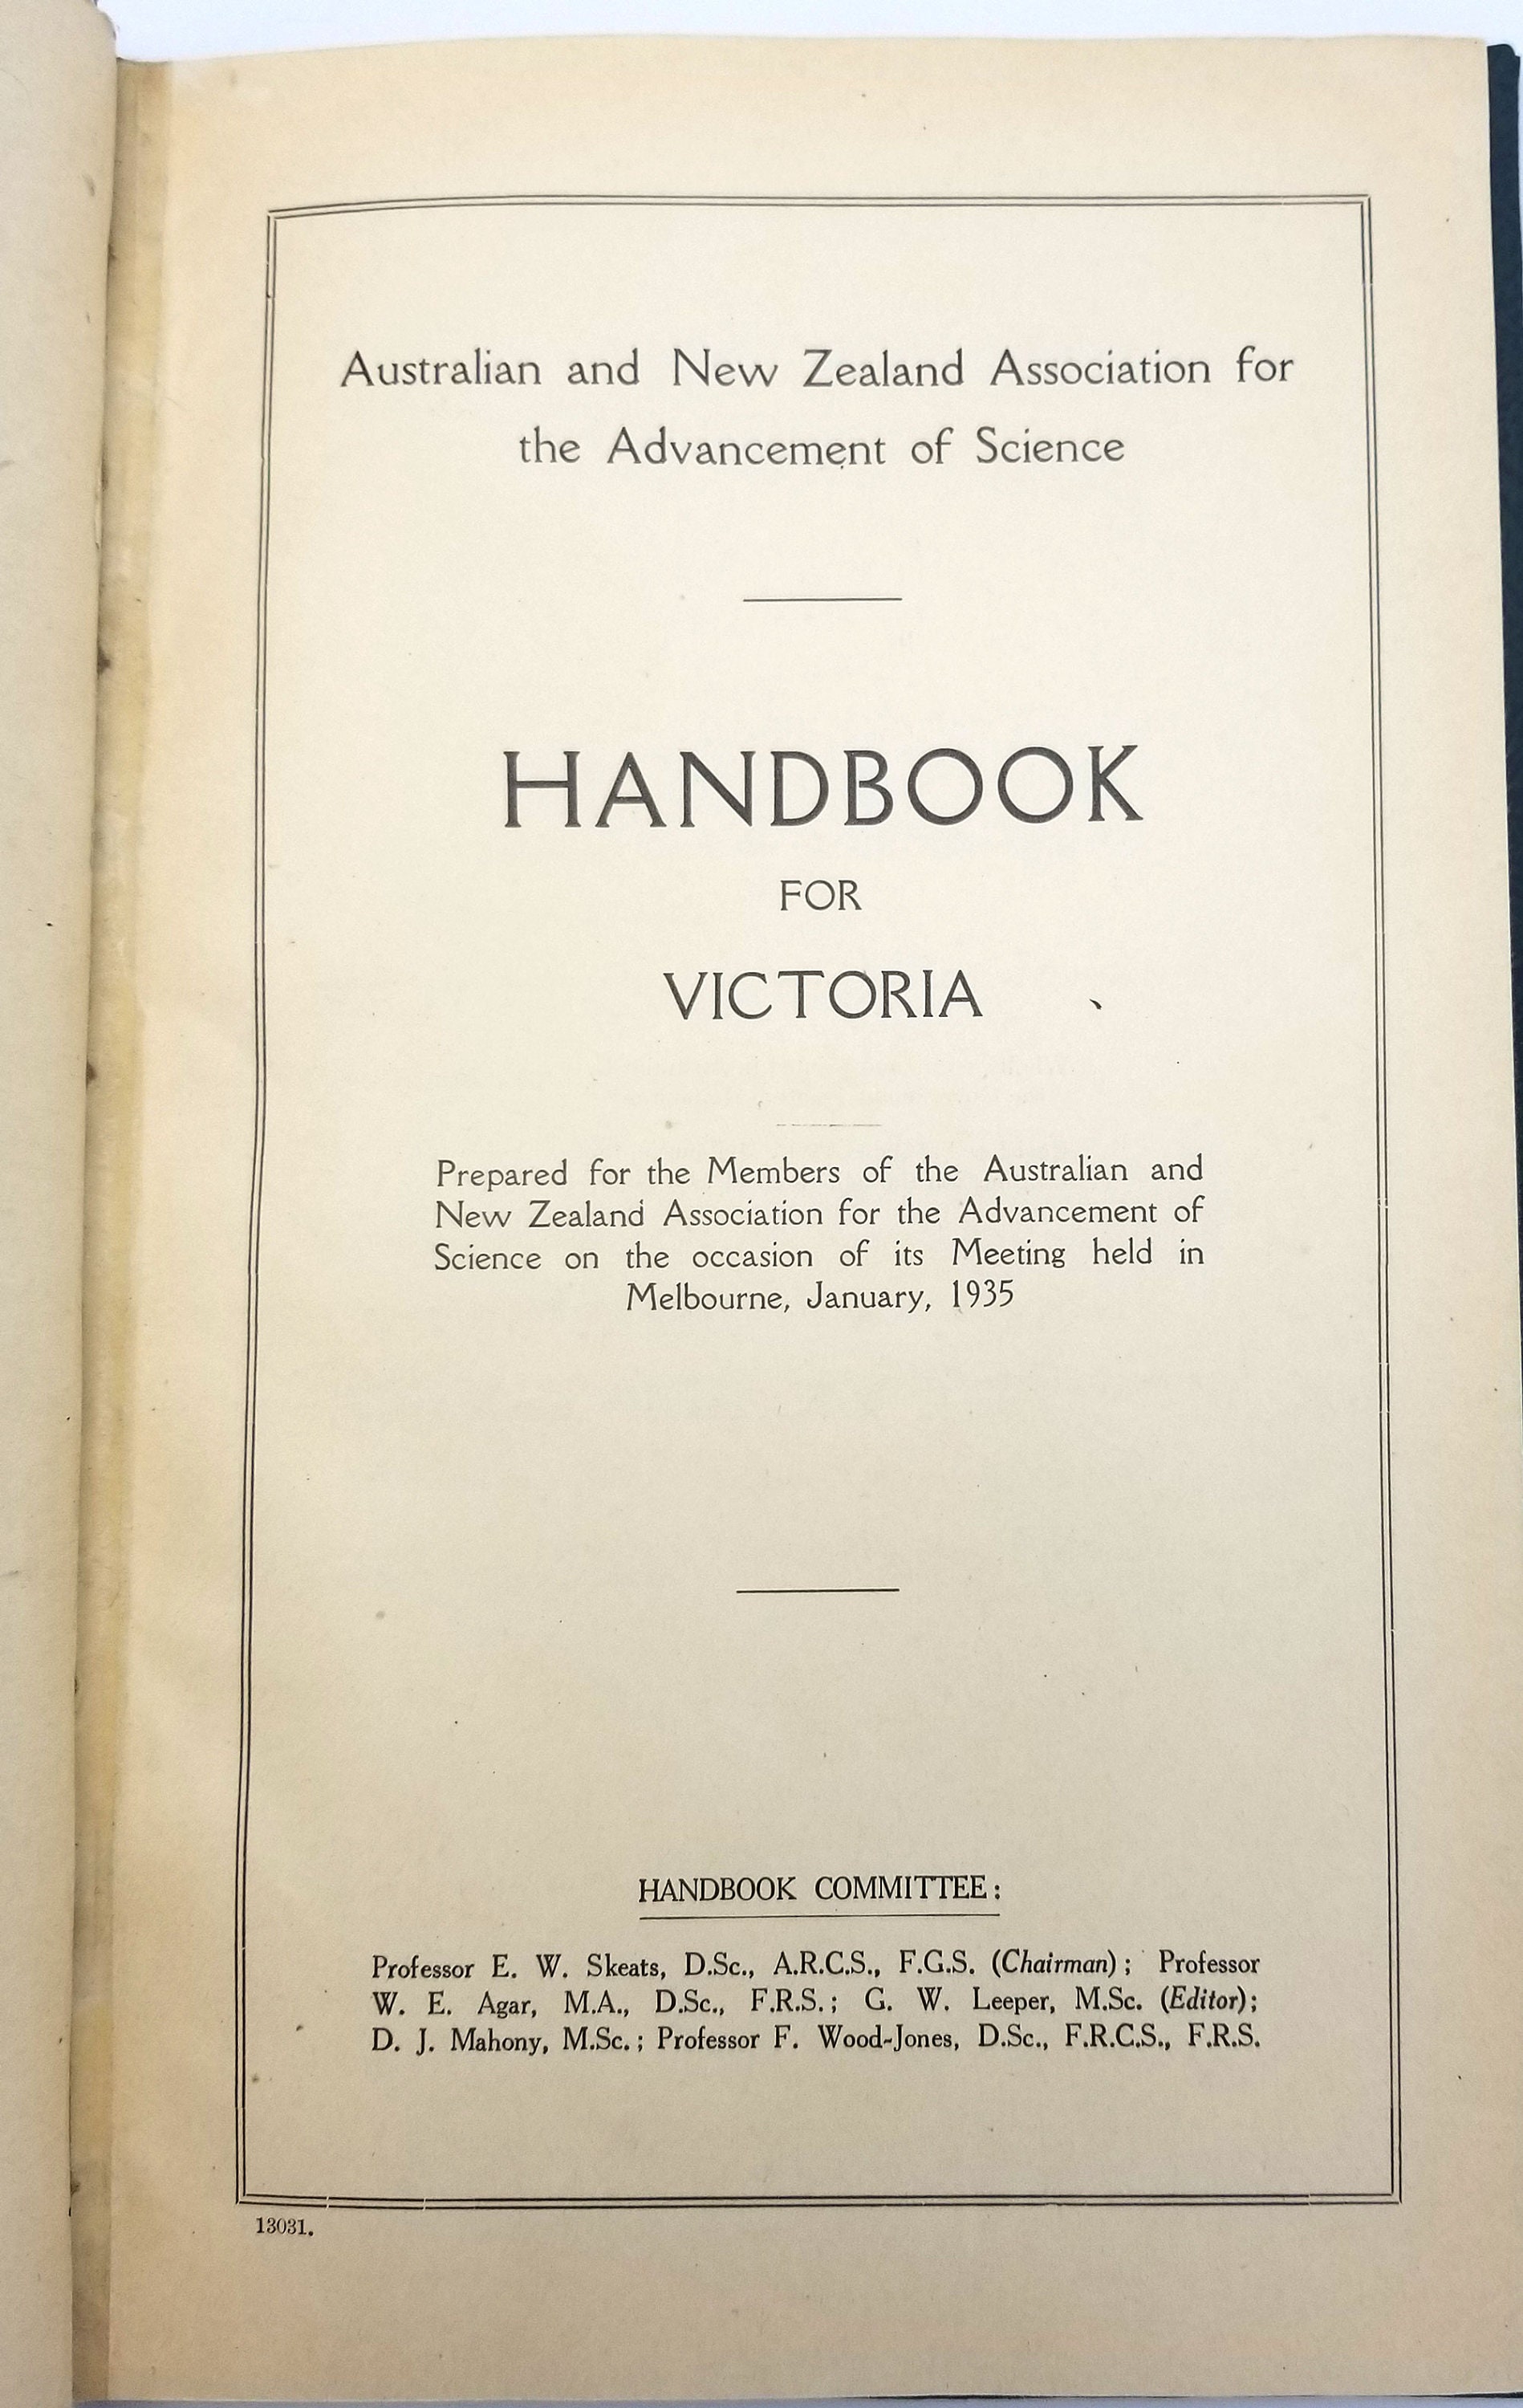 Australian and New Zealand Association for
the Advancement of Science
HANDBOOK
FOR
VICTORIA
Prepared for the Members of the Australian and
New Zealand Association for the Advancement of
Science on the occasion of its Meeting held in
Melbourne, January, 1935
HANDBOOK COMMITTEE:
Professor E. W. Skeats, D.Sc., A.R.C.S., F.G.S. (Chairman); Professor
W. E. Agar, M.A., D.Sc., F.R.S.; G. W. Leeper, M.Sc. (Editor);
D. J. Mahony, M.Sc.; Professor F. Wood-Jones, D.Sc., F.R.C.S., F.R.S.
13031.